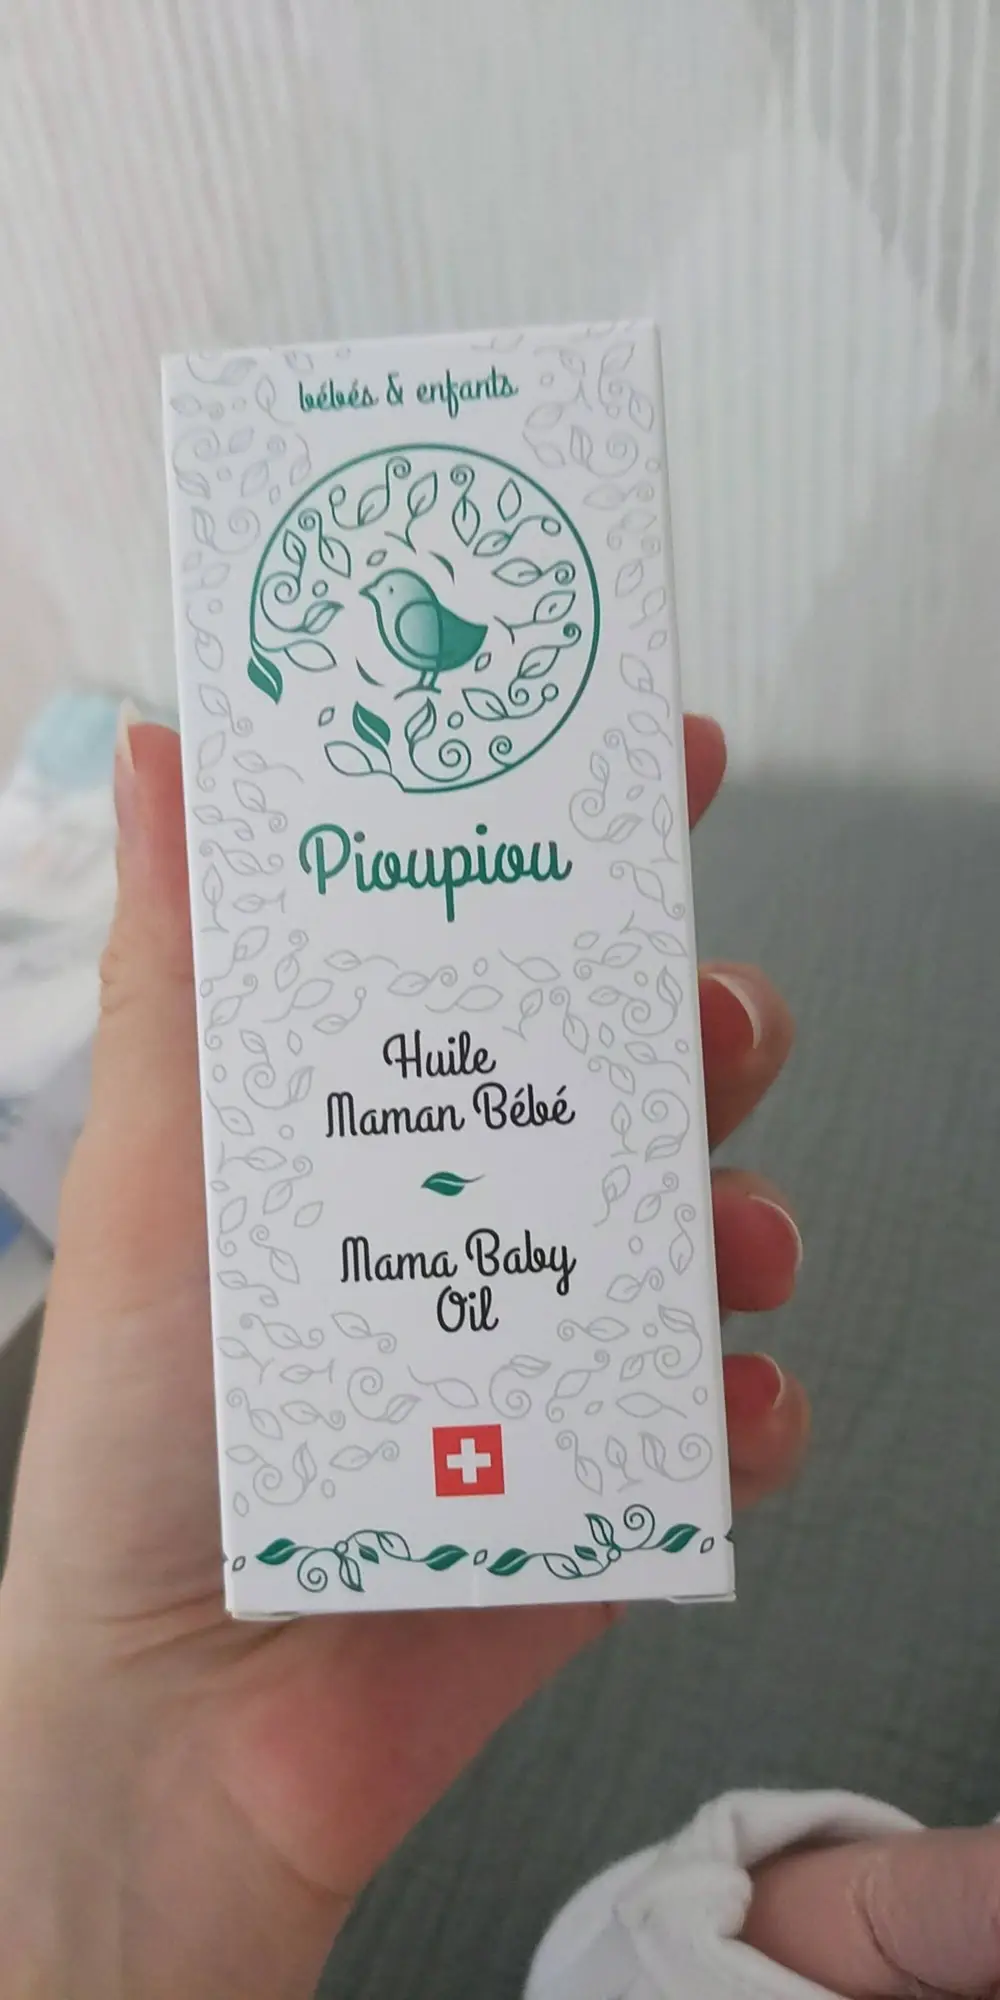 bébés & enfants
Pioupiou
Huile
Maman Bébé
Mama Baby
Oil